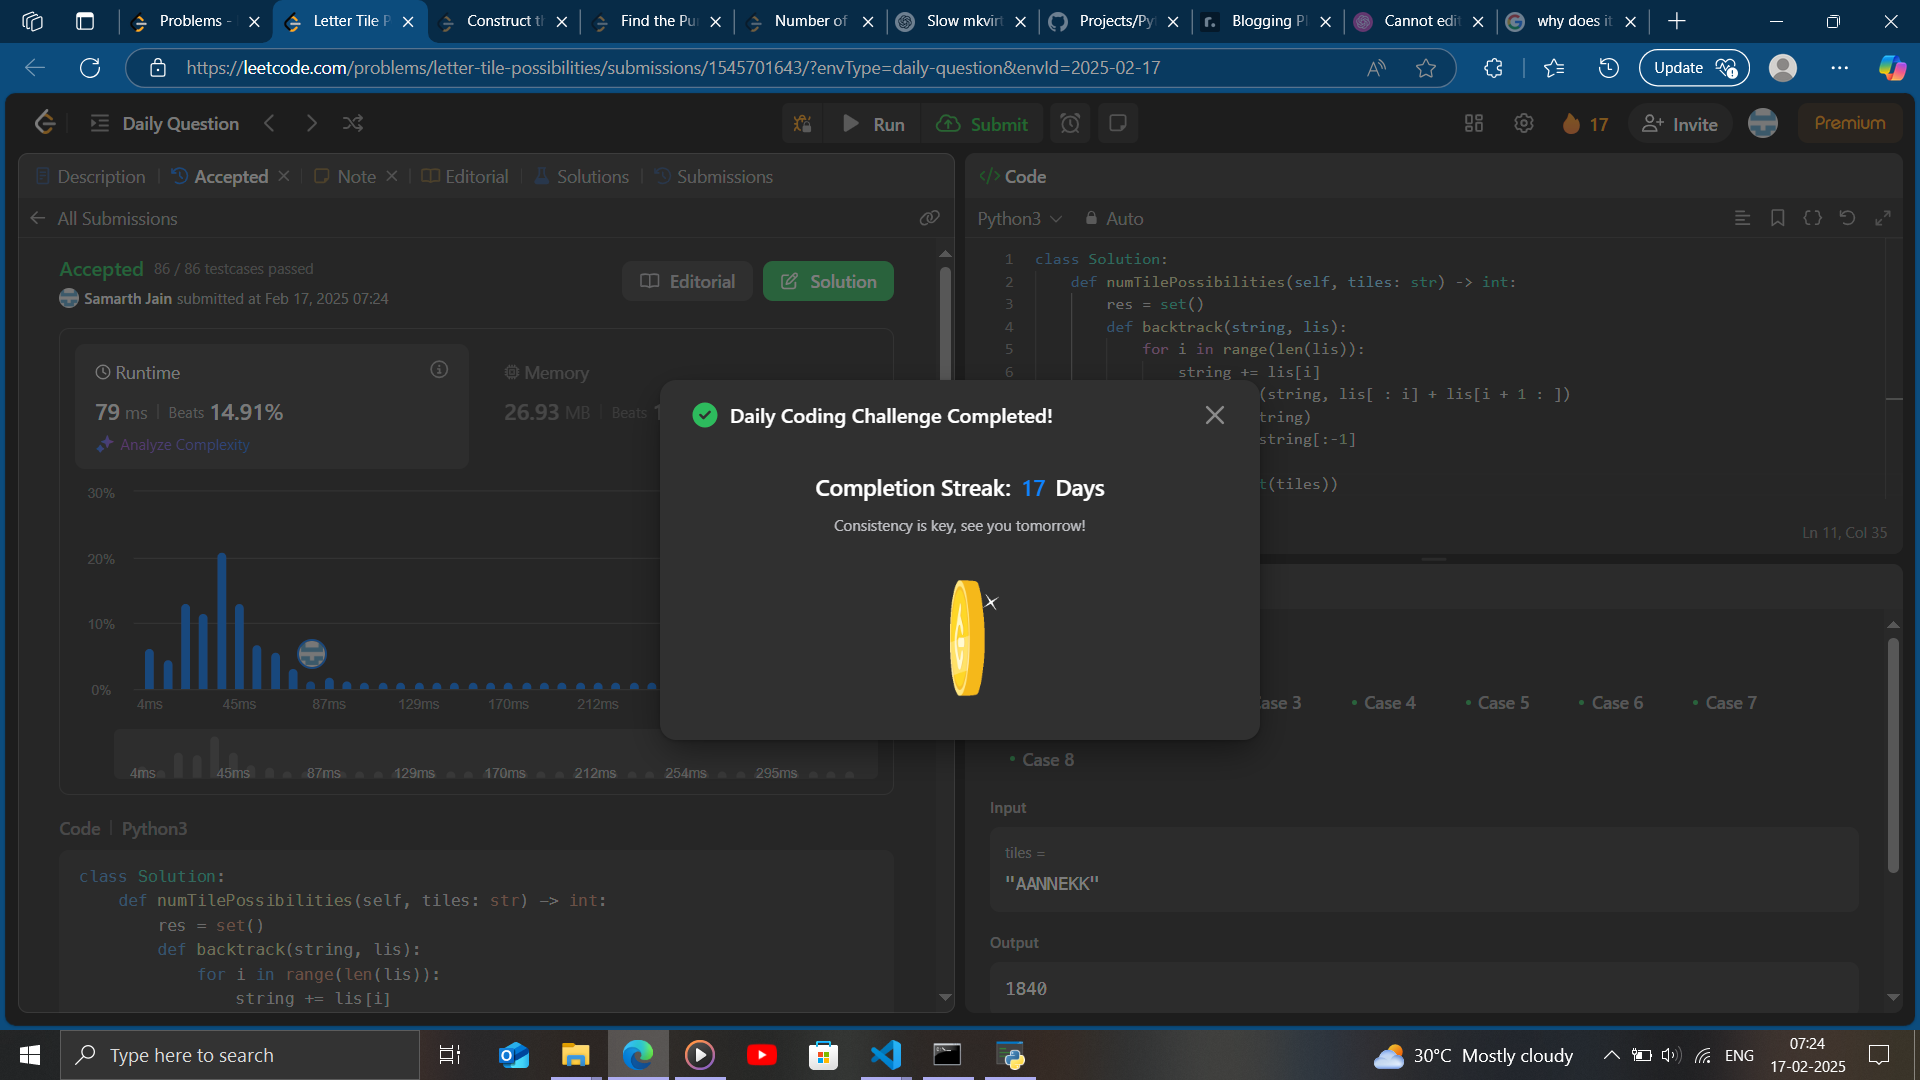 Problems -
Letter Tile P
Construct t
Find the Pu
Number of
Slow mkvirt
Projects/Py
Blogging Pl
Cannot edit
why does it
https://leetcode.com/problems/letter-tile-possibilities/submissions/1545701643/?envType=daily-question&envId=2025-02-17
Update
Daily Question
Run
Submit
17
Invite
Premium
Description
Accepted
Note
Editorial
Solutions
Submissions
All Submissions
Accepted 86 / 86 testcases passed
Samarth Jain submitted at Feb 17, 2025 07:24
Editorial
Solution
Runtime
79 ms | Beats 14.91%
Analyze Complexity
Memory
26.93 MB | Beats
30%
20%
10%
0%
4ms 45ms 87ms 129ms 170ms 212ms
4ms 45ms 87ms 129ms 170ms 212ms 254ms 295ms
Code | Python3
class Solution:
def numTilePossibilities(self, tiles: str) -> int:
res = set()
def backtrack(string, lis):
for i in range(len(lis)):
string += lis[i]
</> Code
Python3 Auto
1 class Solution:
2 def numTilePossibilities(self, tiles: str) -> int:
3 res = set()
4 def backtrack(string, lis):
5 for i in range(len(lis)):
6 string += lis[i]
(string, lis[ : i] + lis[i + 1 : ])
tring)
string[:-1]
t(tiles))
Ln 11, Col 35
Daily Coding Challenge Completed!
Completion Streak: 17 Days
Consistency is key, see you tomorrow!
ase 3
Case 4
Case 5
Case 6
Case 7
Case 8
Input
tiles =
"AANNEKK"
Output
1840
Type here to search
30°C Mostly cloudy
ENG
07:24
17-02-2025